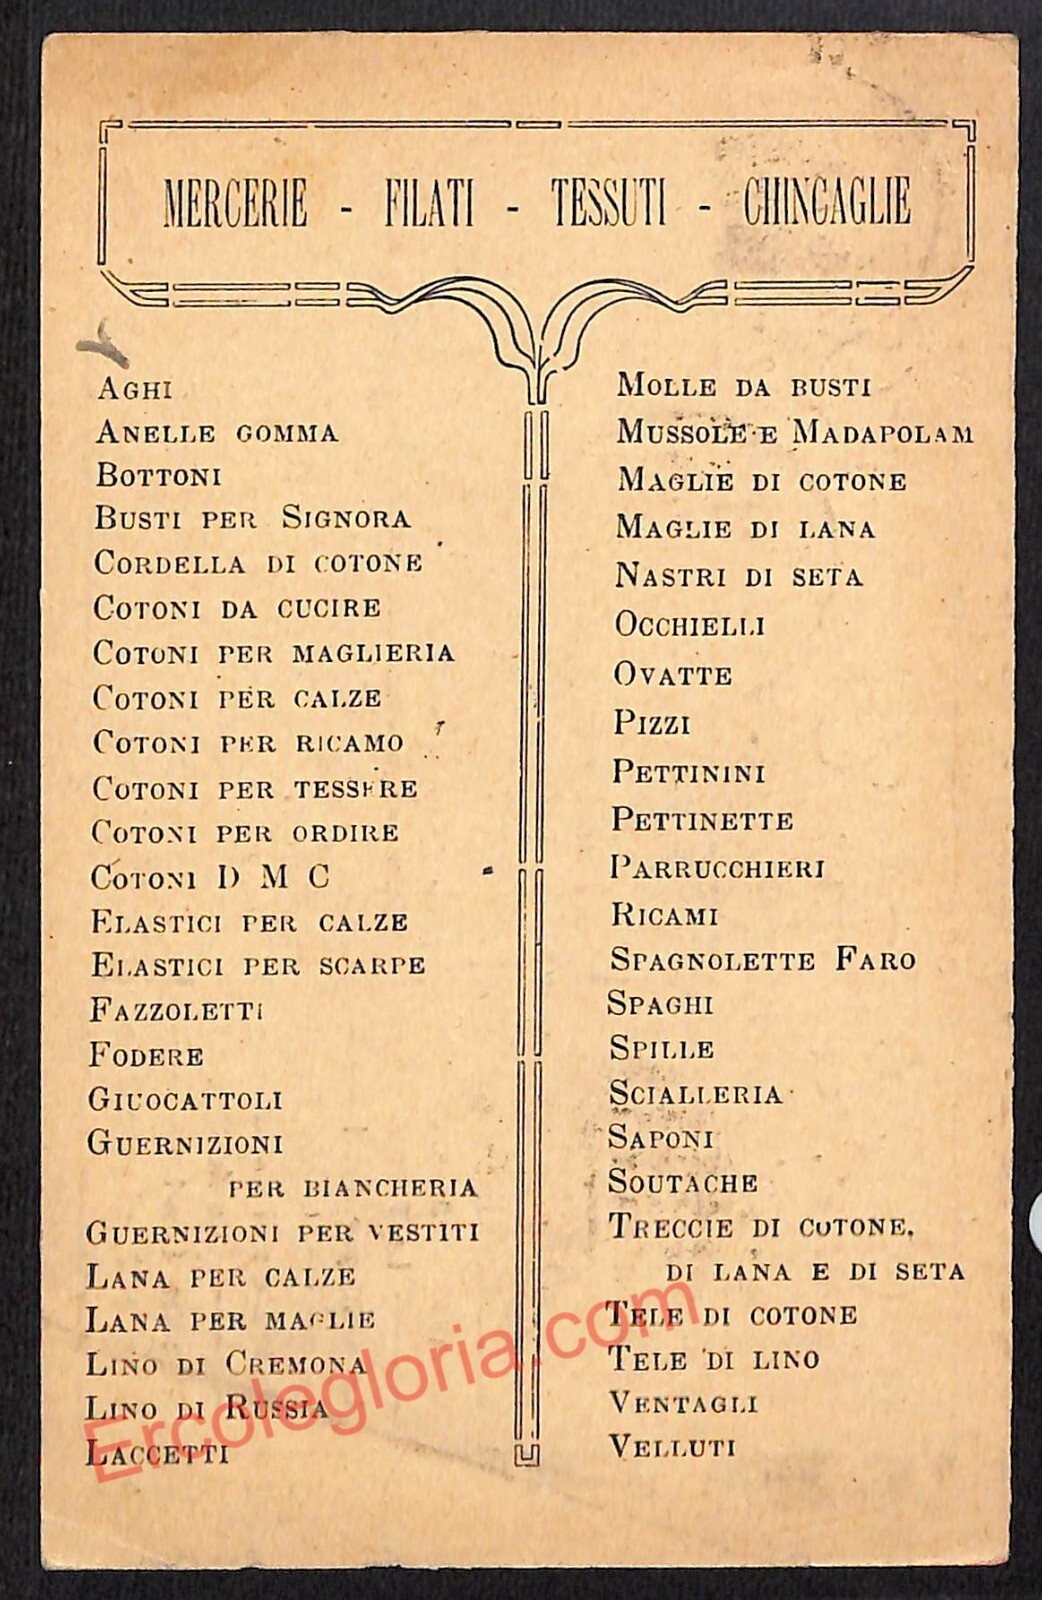 MERCERIE - FILATI - TESSUTI - CHINCAGLIE
AGHI
ANELLE GOMMA
BOTTONI
BUSTI PER SIGNORA
CORDELLA DI COTONE
COTONI DA CUCIRE
COTONI PER MAGLIERIA
COTONI PER CALZE
COTONI PER RICAMO
COTONI PER TESSERE
COTONI PER ORDIRE
COTONI D M C
ELASTICI PER CALZE
ELASTICI PER SCARPE
FAZZOLETTI
FODERE
GIUOCATTOLI
GUERNIZIONI
PER BIANCHERIA
GUERNIZIONI PER VESTITI
LANA PER CALZE
LANA PER MAGLIE
LINO DI CREMONA
LINO DI RUSSIA
LACCETTI
MOLLE DA BUSTI
MUSSOLE E MADAPOLAM
MAGLIE DI COTONE
MAGLIE DI LANA
NASTRI DI SETA
OCCHIELLI
OVATTE
PIZZI
PETTININI
PETTINETTE
PARRUCCHIERI
RICAMI
SPAGNOLETTE FARO
SPAGHI
SPILLE
SCIALLERIA
SAPONI
SOUTACHE
TRECCIE DI COTONE,
DI LANA E DI SETA
TELE DI COTONE
TELE DI LINO
VENTAGLI
VELLUTI
Ercolegloria.com